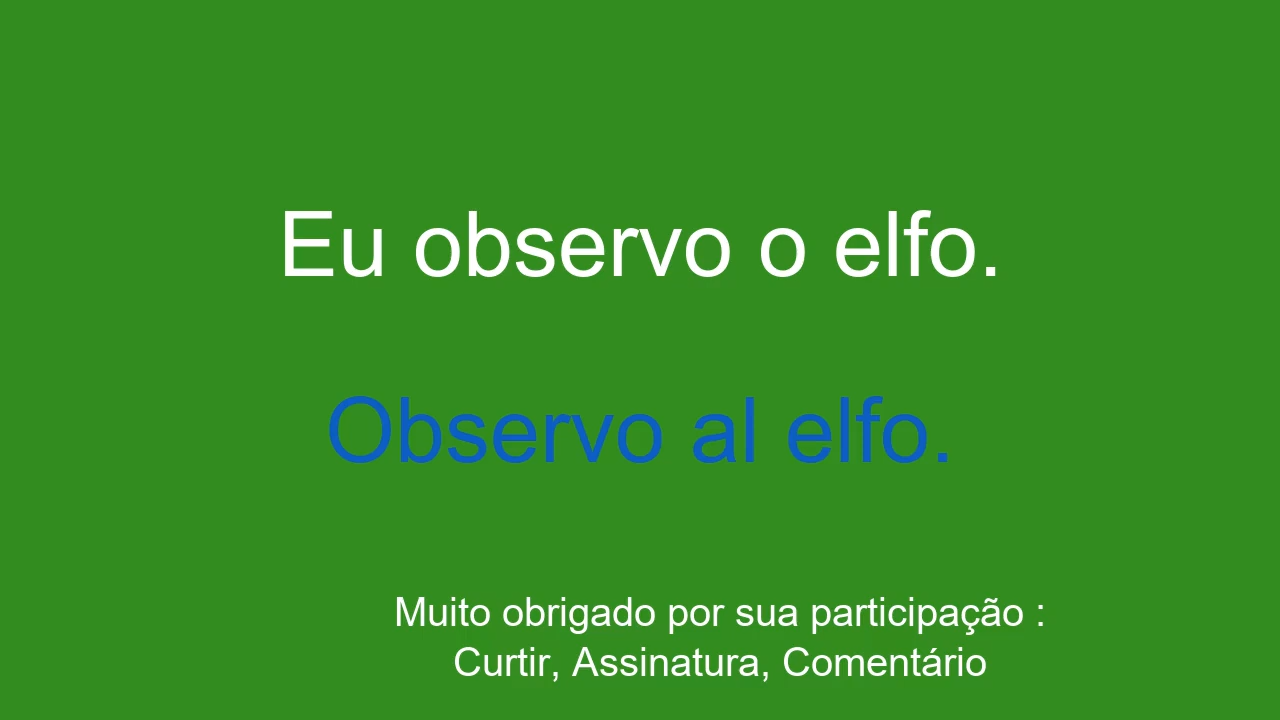 Eu observo o elfo.
Observo al elfo.
Muito obrigado por sua participação :
Curtir, Assinatura, Comentário